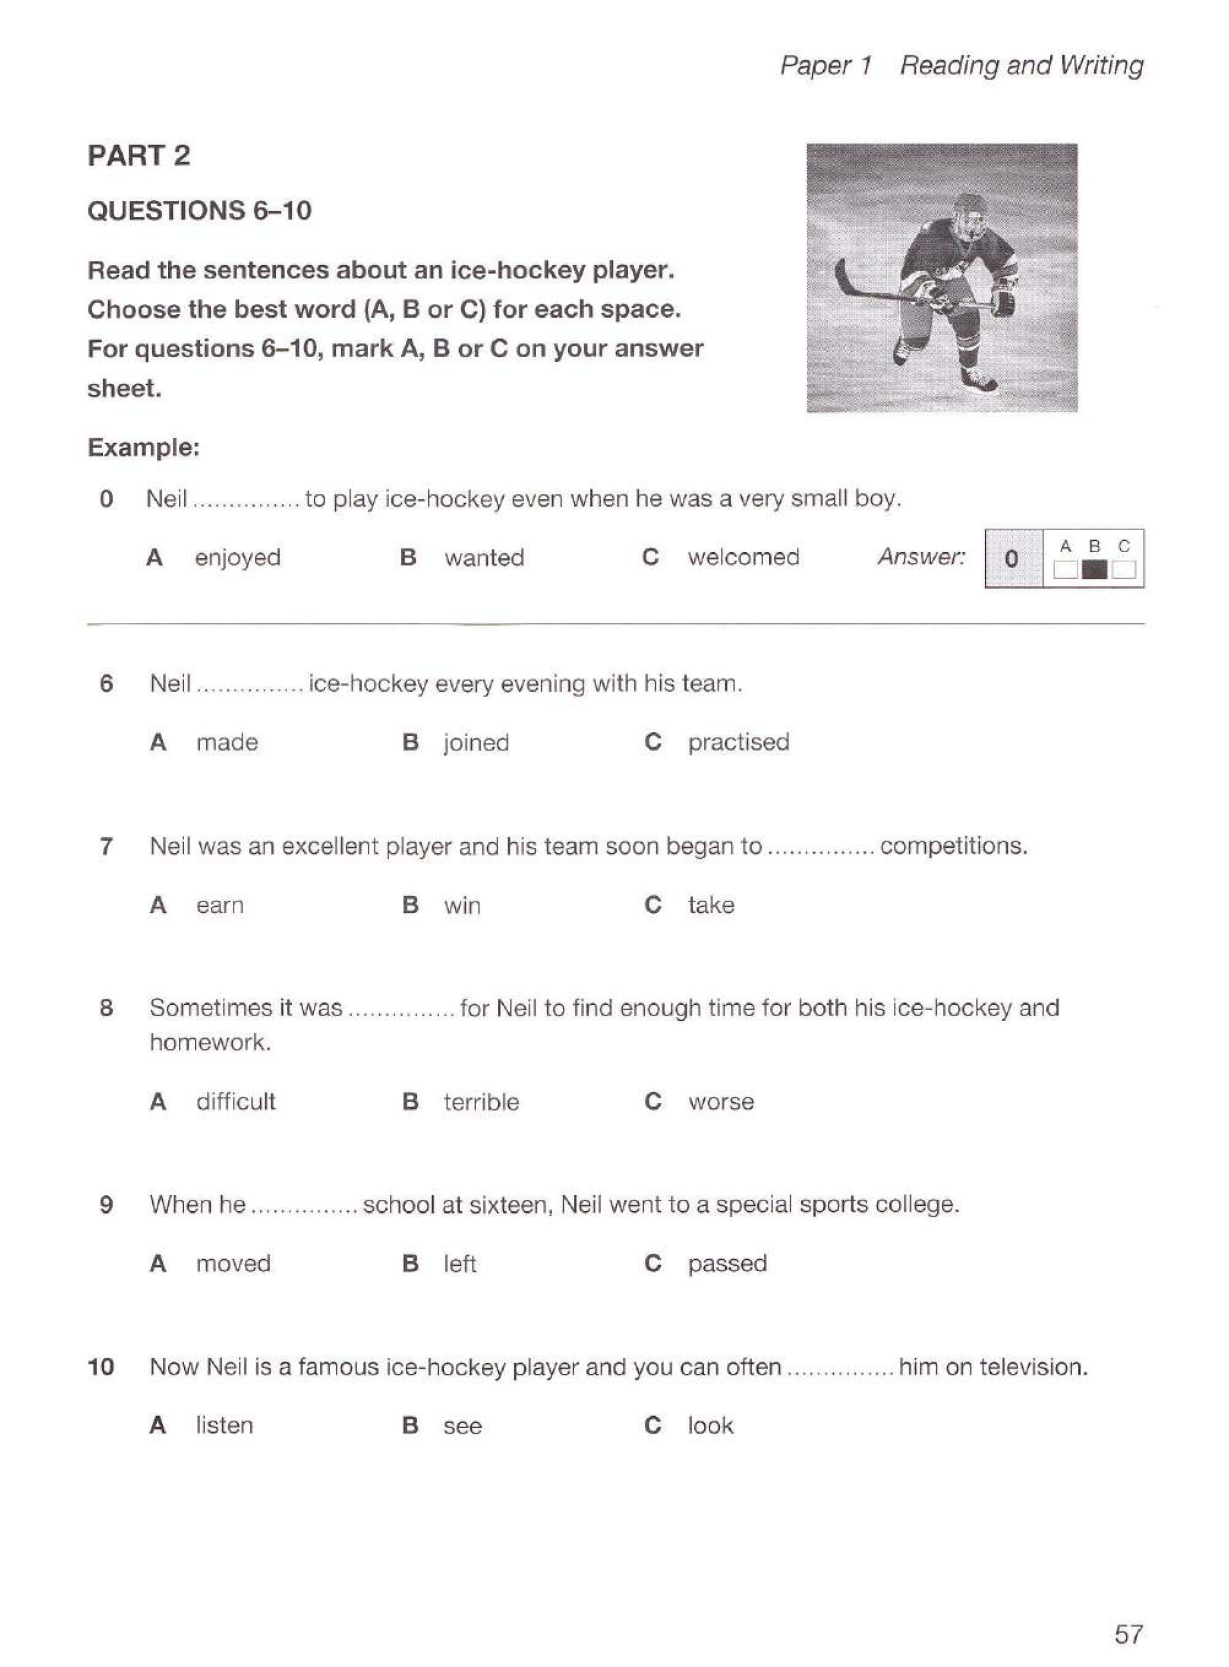 Paper 1 Reading and Writing
PART 2
QUESTIONS 6–10
Read the sentences about an ice-hockey player.
Choose the best word (A, B or C) for each space.
For questions 6–10, mark A, B or C on your answer
sheet.
Example:
0 Neil ............... to play ice-hockey even when he was a very small boy.
A enjoyed B wanted C welcomed Answer: 0 A B C
6 Neil ............... ice-hockey every evening with his team.
A made B joined C practised
7 Neil was an excellent player and his team soon began to ............... competitions.
A earn B win C take
8 Sometimes it was ............... for Neil to find enough time for both his ice-hockey and
homework.
A difficult B terrible C worse
9 When he ............... school at sixteen, Neil went to a special sports college.
A moved B left C passed
10 Now Neil is a famous ice-hockey player and you can often ............... him on television.
A listen B see C look
57